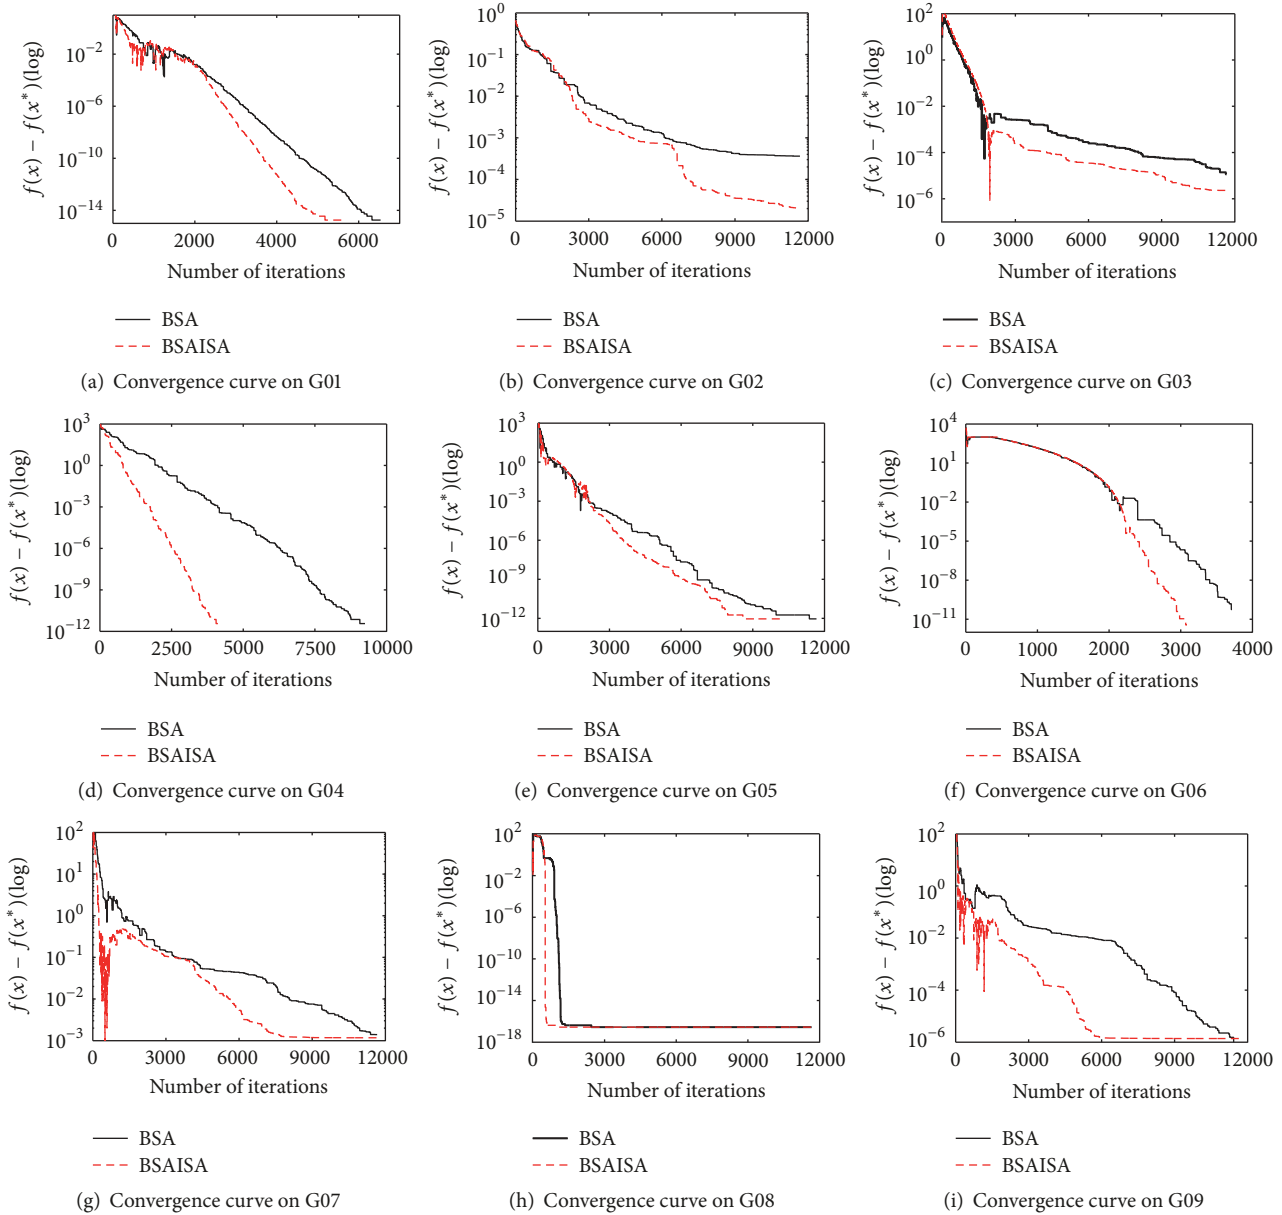 f(x) − f(x*)(log)
10^−2
10^−6
10^−10
10^−14
0 2000 4000 6000
Number of iterations
BSA
BSAISA
(a) Convergence curve on G01
f(x) − f(x*)(log)
10^0
10^−1
10^−2
10^−3
10^−4
10^−5
0 3000 6000 9000 12000
Number of iterations
BSA
BSAISA
(b) Convergence curve on G02
f(x) − f(x*)(log)
10^2
10^0
10^−2
10^−4
10^−6
0 3000 6000 9000 12000
Number of iterations
BSA
BSAISA
(c) Convergence curve on G03
f(x) − f(x*)(log)
10^3
10^0
10^−3
10^−6
10^−9
10^−12
0 2500 5000 7500 10000
Number of iterations
BSA
BSAISA
(d) Convergence curve on G04
f(x) − f(x*)(log)
10^3
10^0
10^−3
10^−6
10^−9
10^−12
0 3000 6000 9000 12000
Number of iterations
BSA
BSAISA
(e) Convergence curve on G05
f(x) − f(x*)(log)
10^4
10^1
10^−2
10^−5
10^−8
10^−11
0 1000 2000 3000 4000
Number of iterations
BSA
BSAISA
(f) Convergence curve on G06
f(x) − f(x*)(log)
10^2
10^1
10^0
10^−1
10^−2
10^−3
0 3000 6000 9000 12000
Number of iterations
BSA
BSAISA
(g) Convergence curve on G07
f(x) − f(x*)(log)
10^2
10^−2
10^−6
10^−10
10^−14
10^−18
0 3000 6000 9000 12000
Number of iterations
BSA
BSAISA
(h) Convergence curve on G08
f(x) − f(x*)(log)
10^2
10^0
10^−2
10^−4
10^−6
0 3000 6000 9000 12000
Number of iterations
BSA
BSAISA
(i) Convergence curve on G09